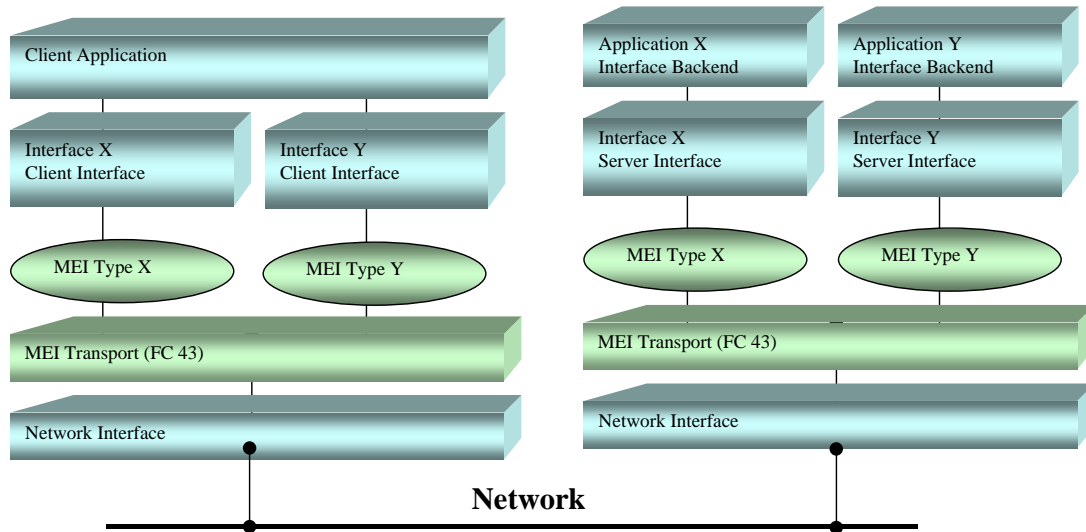 Client Application
Interface X
Client Interface
Interface Y
Client Interface
MEI Type X
MEI Type Y
MEI Transport (FC 43)
Network Interface
Application X
Interface Backend
Application Y
Interface Backend
Interface X
Server Interface
Interface Y
Server Interface
MEI Type X
MEI Type Y
MEI Transport (FC 43)
Network Interface
Network